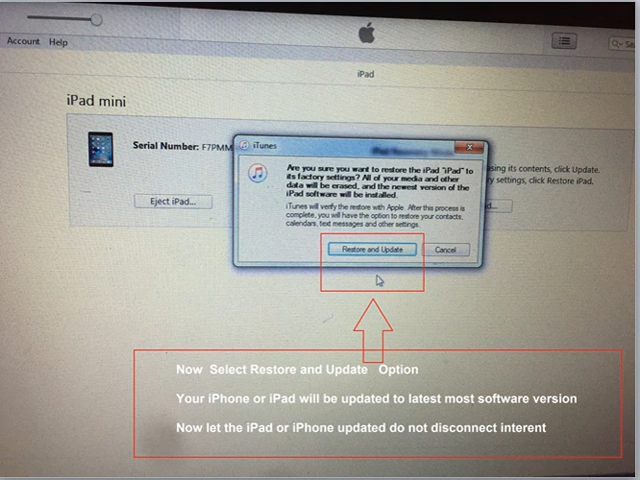 Account Help
iPad
iPad mini
Serial Number: F7PMM
iTunes
Are you sure you want to restore the iPad "iPad" to
its factory settings? All of your media and other
data will be erased, and the newest version of the
iPad software will be installed.
iTunes will verify the restore with Apple. After this process is
complete, you will have the option to restore your contacts,
calendars, text messages and other settings.
Restore and Update
Cancel
asing its contents, click Update.
y settings, click Restore iPad.
Eject iPad...
d...
Now Select Restore and Update Option
Your iPhone or iPad will be updated to latest most software version
Now let the iPad or iPhone updated do not disconnect interent